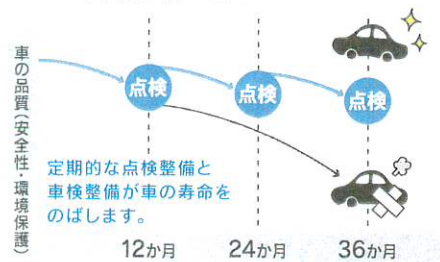 車の品質（安全性・環境保護）
点検
点検
点検
定期的な点検整備と
車検整備が車の寿命を
のばします。
12か月
24か月
36か月